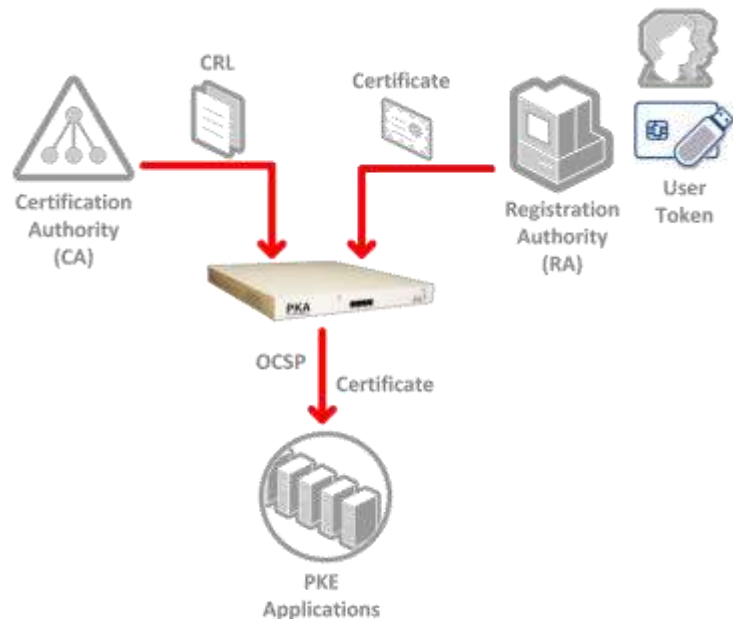 CRL
Certificate
Certification
Authority
(CA)
Registration
Authority
(RA)
User
Token
PKA
OCSP
Certificate
PKE
Applications